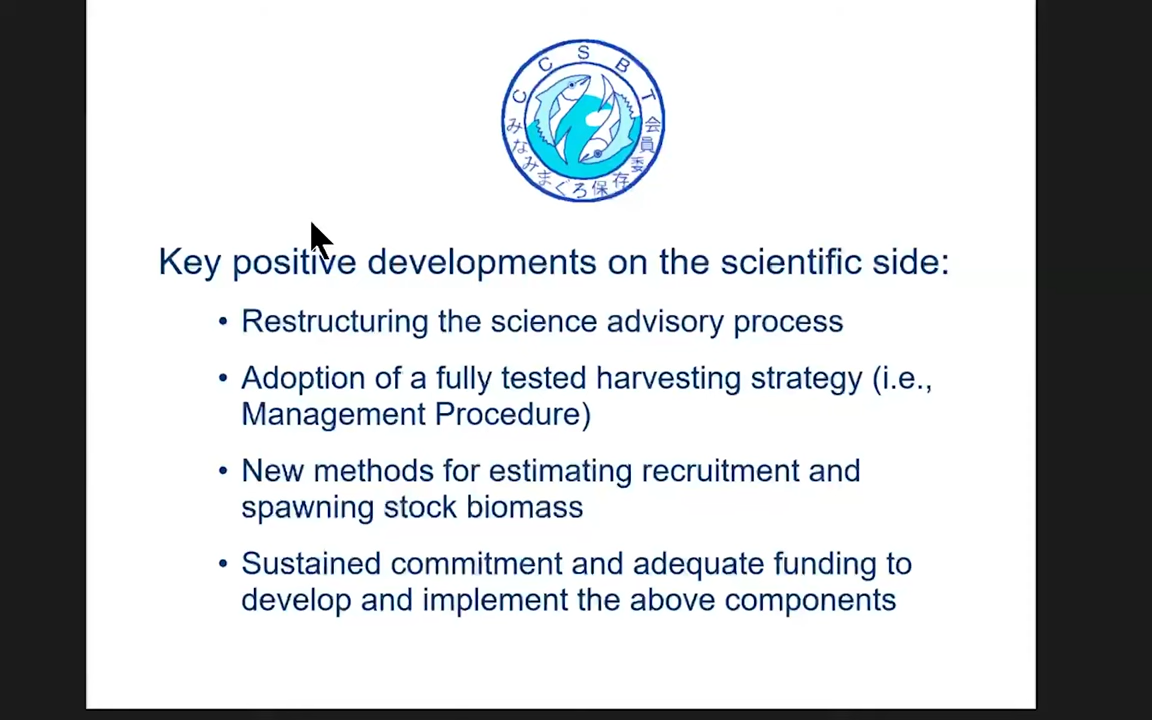 CCSBT
みなみまぐろ保存委員会
Key positive developments on the scientific side:
• Restructuring the science advisory process
• Adoption of a fully tested harvesting strategy (i.e.,
Management Procedure)
• New methods for estimating recruitment and
spawning stock biomass
• Sustained commitment and adequate funding to
develop and implement the above components